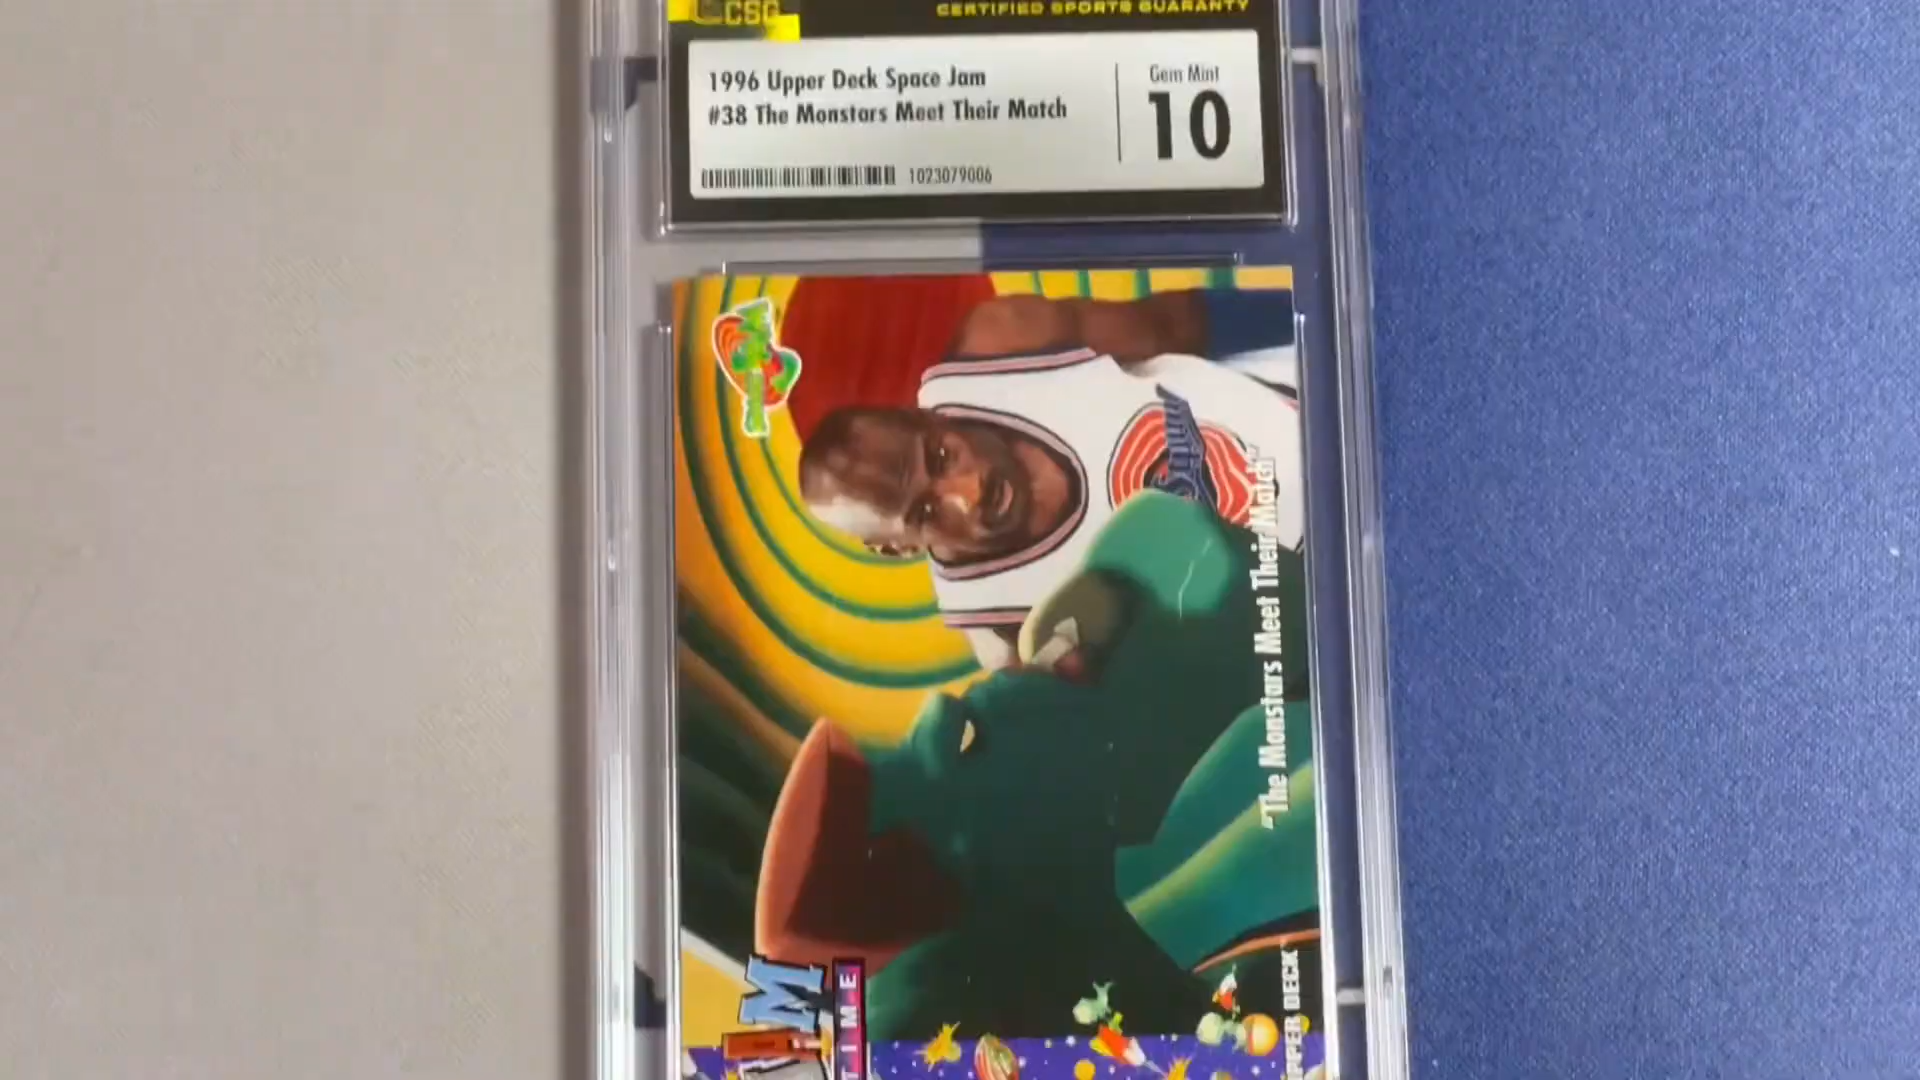 CSG
CERTIFIED SPORTS GUARANTY
1996 Upper Deck Space Jam
#38 The Monstars Meet Their Match
Gem Mint
10
1023079006
"The Monstars Meet Their Match"
UPPER DECK
TIME